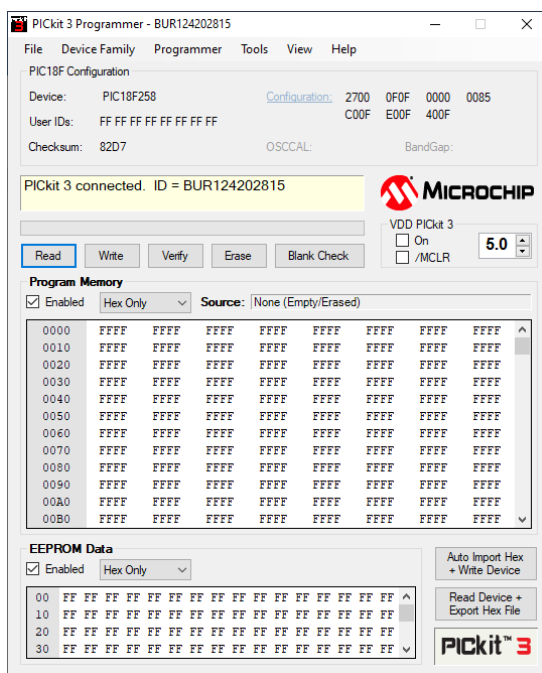 PICkit 3 Programmer - BUR124202815
File Device Family Programmer Tools View Help
PIC18F Configuration
Device: PIC18F258 Configuration: 2700 0F0F 0000 0085
C00F E00F 400F
User IDs: FF FF FF FF FF FF FF FF
Checksum: 82D7 OSCCAL: BandGap:
PICkit 3 connected. ID = BUR124202815
MICROCHIP
VDD PICkit 3
On
/MCLR
5.0
Read Write Verify Erase Blank Check
Program Memory
Enabled Hex Only Source: None (Empty/Erased)
0000 FFFF FFFF FFFF FFFF FFFF FFFF FFFF FFFF
0010 FFFF FFFF FFFF FFFF FFFF FFFF FFFF FFFF
0020 FFFF FFFF FFFF FFFF FFFF FFFF FFFF FFFF
0030 FFFF FFFF FFFF FFFF FFFF FFFF FFFF FFFF
0040 FFFF FFFF FFFF FFFF FFFF FFFF FFFF FFFF
0050 FFFF FFFF FFFF FFFF FFFF FFFF FFFF FFFF
0060 FFFF FFFF FFFF FFFF FFFF FFFF FFFF FFFF
0070 FFFF FFFF FFFF FFFF FFFF FFFF FFFF FFFF
0080 FFFF FFFF FFFF FFFF FFFF FFFF FFFF FFFF
0090 FFFF FFFF FFFF FFFF FFFF FFFF FFFF FFFF
00A0 FFFF FFFF FFFF FFFF FFFF FFFF FFFF FFFF
00B0 FFFF FFFF FFFF FFFF FFFF FFFF FFFF FFFF
EEPROM Data
Enabled Hex Only
00 FF FF FF FF FF FF FF FF FF FF FF FF FF FF FF FF
10 FF FF FF FF FF FF FF FF FF FF FF FF FF FF FF FF
20 FF FF FF FF FF FF FF FF FF FF FF FF FF FF FF FF
30 FF FF FF FF FF FF FF FF FF FF FF FF FF FF FF FF
Auto Import Hex
+ Write Device
Read Device +
Export Hex File
PICkit™ 3